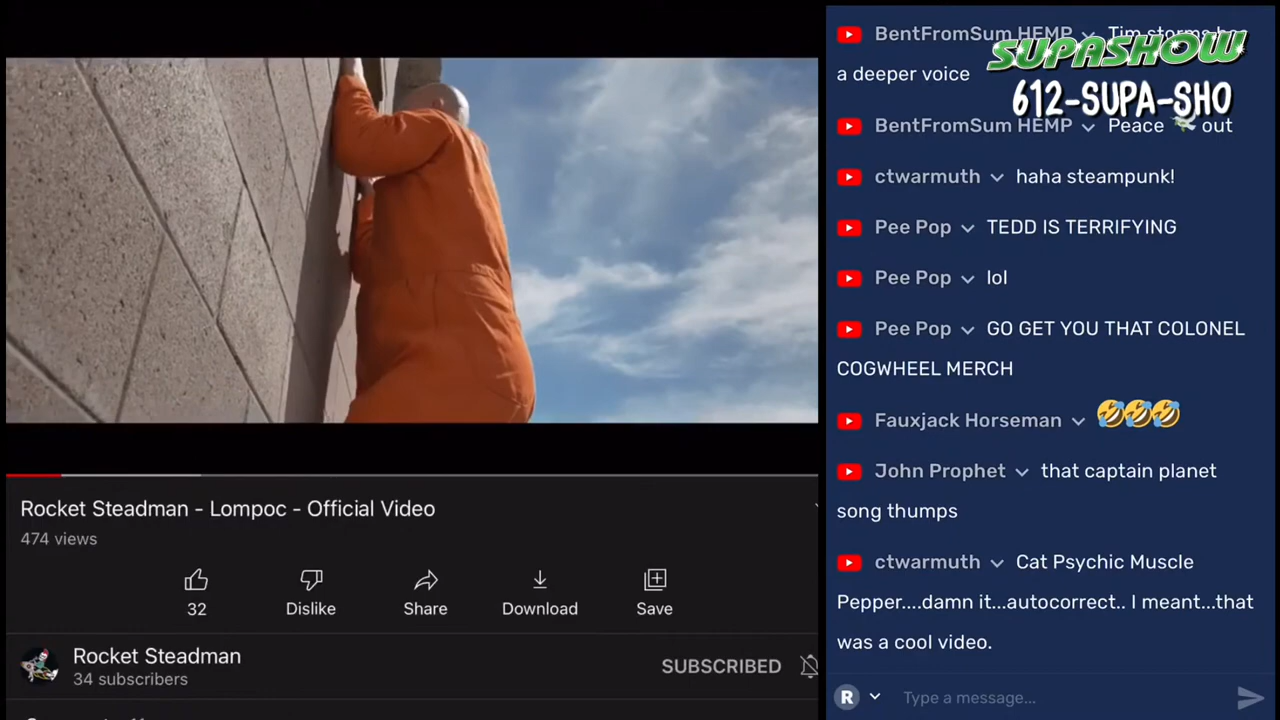 Rocket Steadman - Lompoc - Official Video
474 views
32
Dislike
Share
Download
Save
Rocket Steadman
34 subscribers
SUBSCRIBED
SUPASHOW
612-SUPA-SHO
BentFromSum HEMP
a deeper voice
BentFromSum HEMP Peace out
ctwarmuth haha steampunk!
Pee Pop TEDD IS TERRIFYING
Pee Pop lol
Pee Pop GO GET YOU THAT COLONEL
COGWHEEL MERCH
Fauxjack Horseman 🤣🤣🤣
John Prophet that captain planet
song thumps
ctwarmuth Cat Psychic Muscle
Pepper....damn it...autocorrect.. I meant...that
was a cool video.
R Type a message...